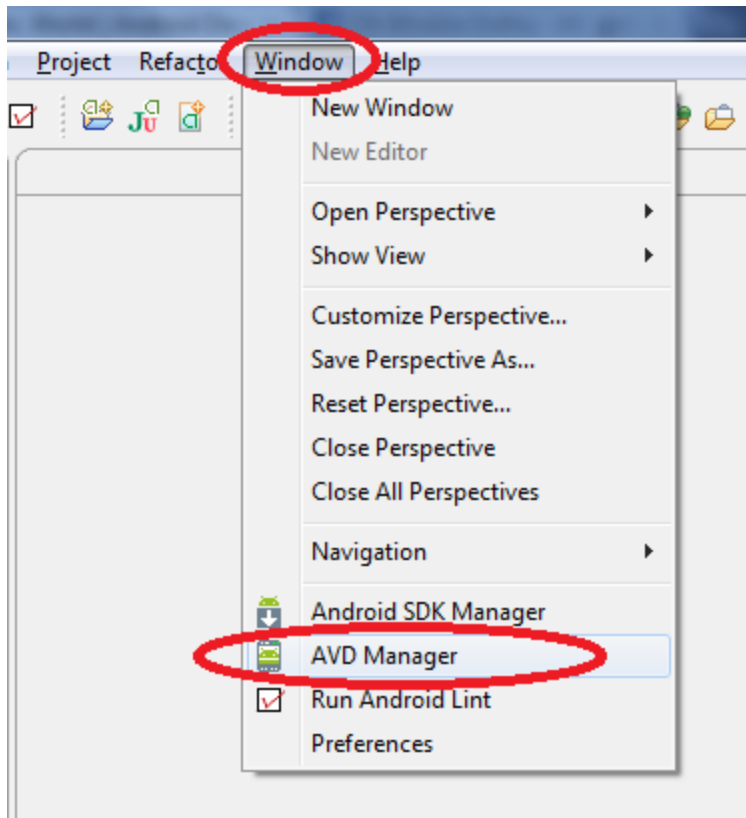 Project Refacto Window Help
New Window
New Editor
Open Perspective
Show View
Customize Perspective...
Save Perspective As...
Reset Perspective...
Close Perspective
Close All Perspectives
Navigation
Android SDK Manager
AVD Manager
Run Android Lint
Preferences